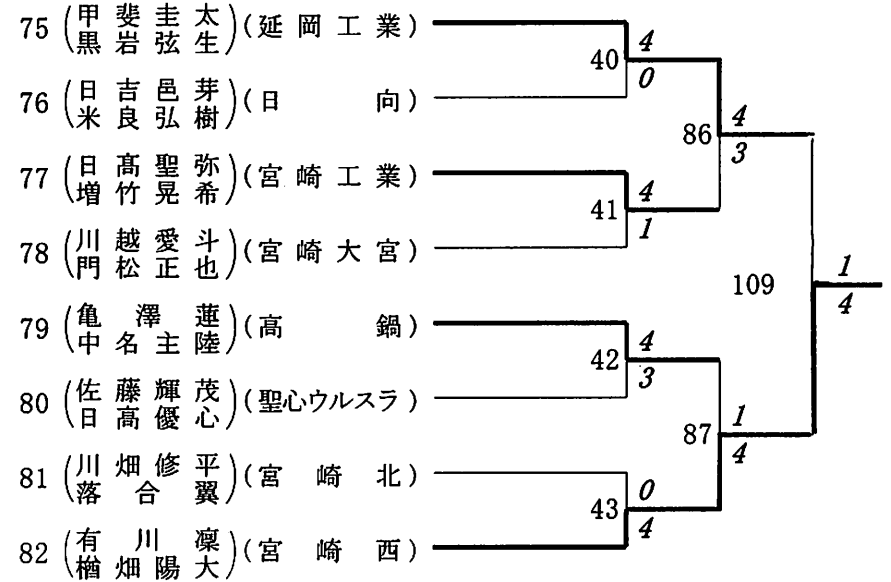 75 (甲斐圭太 黒岩弦生) (延岡工業)
76 (日吉邑芽 米良弘樹) (日向)
77 (日髙聖弥 増竹晃希) (宮崎工業)
78 (川越愛斗 門松正也) (宮崎大宮)
79 (亀澤蓮 中名主陸) (高鍋)
80 (佐藤輝茂 日髙優心) (聖心ウルスラ)
81 (川畑修平 落合翼) (宮崎北)
82 (有川凜 楢畑陽大) (宮崎西)
40 4 0
41 4 1
42 4 3
43 0 4
86 4 3
87 1 4
109 1 4